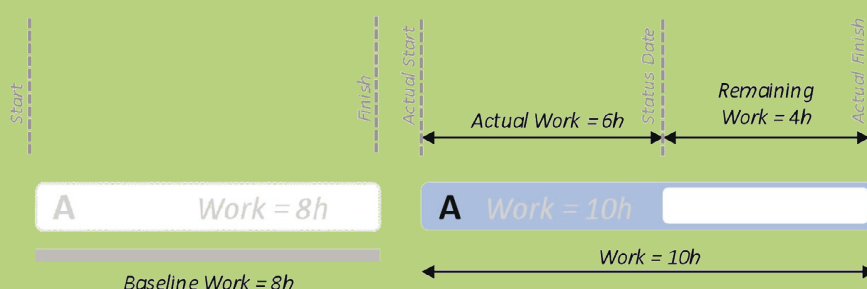 Start
Finish
Actual Start
Status Date
Actual Finish
Actual Work = 6h
Remaining
Work = 4h
A
Work = 8h
A
Work = 10h
Work = 10h
Baseline Work = 8h